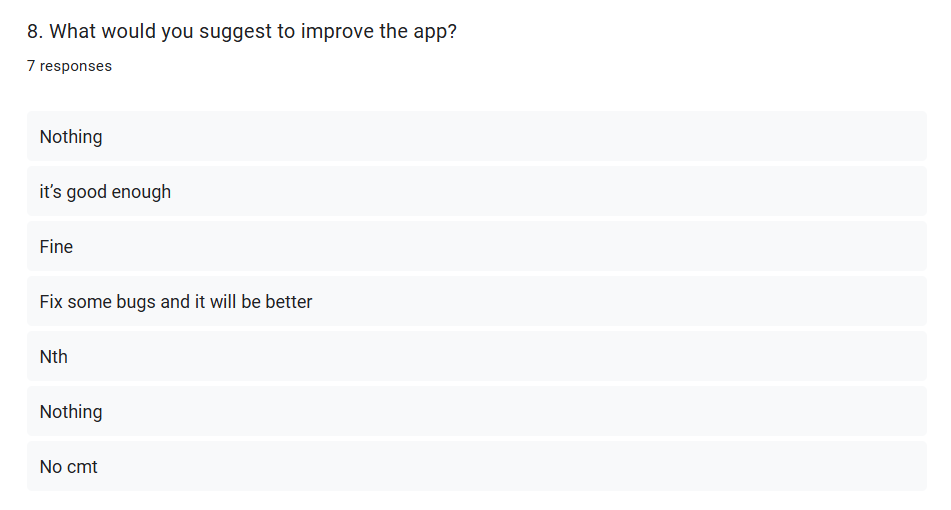 8. What would you suggest to improve the app?
7 responses
Nothing
it’s good enough
Fine
Fix some bugs and it will be better
Nth
Nothing
No cmt